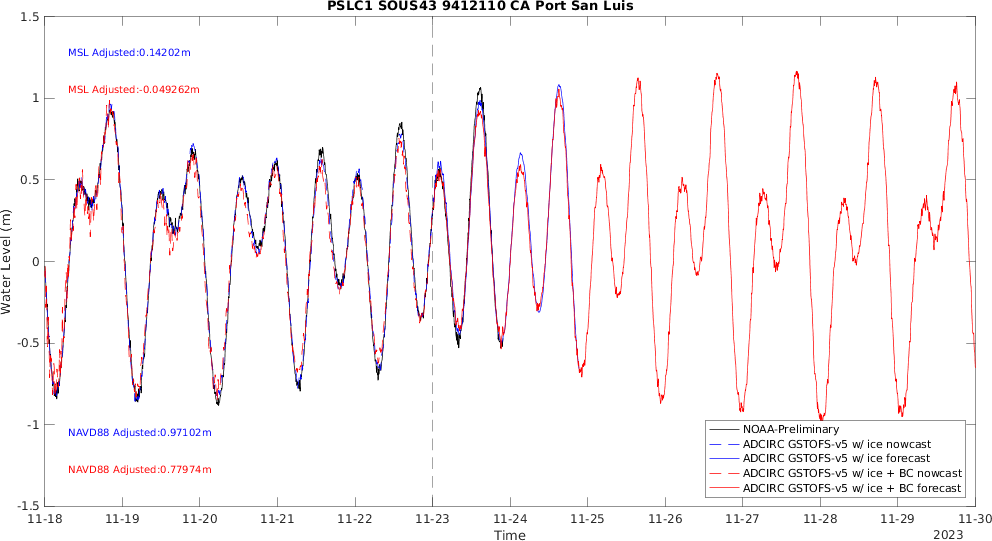 PSLC1 SOUS43 9412110 CA Port San Luis
1.5
1
0.5
0
-0.5
-1
-1.5
Water Level (m)
MSL Adjusted:0.14202m
MSL Adjusted:-0.049262m
NAVD88 Adjusted:0.97102m
NAVD88 Adjusted:0.77974m
NOAA-Preliminary
ADCIRC GSTOFS-v5 w/ ice nowcast
ADCIRC GSTOFS-v5 w/ ice forecast
ADCIRC GSTOFS-v5 w/ ice + BC nowcast
ADCIRC GSTOFS-v5 w/ ice + BC forecast
11-18 11-19 11-20 11-21 11-22 11-23 11-24 11-25 11-26 11-27 11-28 11-29 11-30
Time
2023